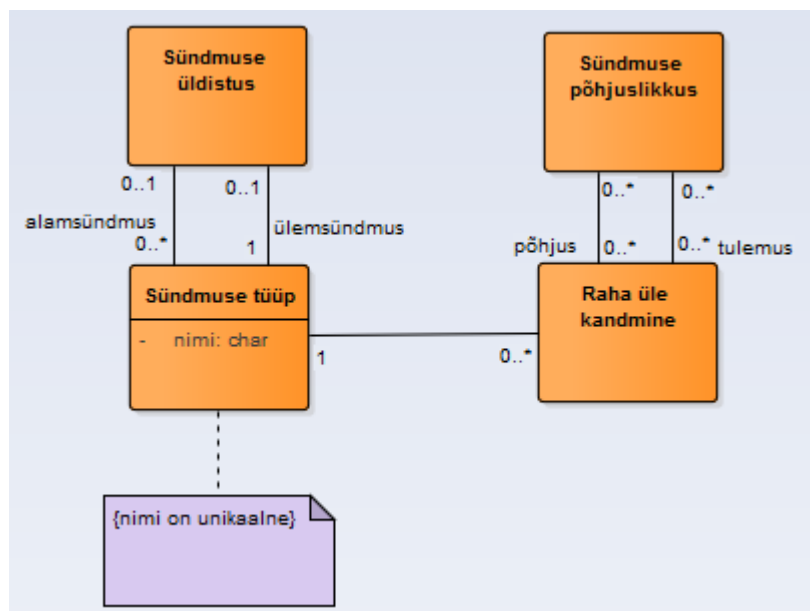 Sündmuse
üldistus
Sündmuse
põhjuslikkus
0..1
0..1
0..*
0..*
alamsündmus
ülemsündmus
0..*
1
põhjus
0..*
0..*
tulemus
Sündmuse tüüp
- nimi: char
Raha üle
kandmine
1
0..*
{nimi on unikaalne}